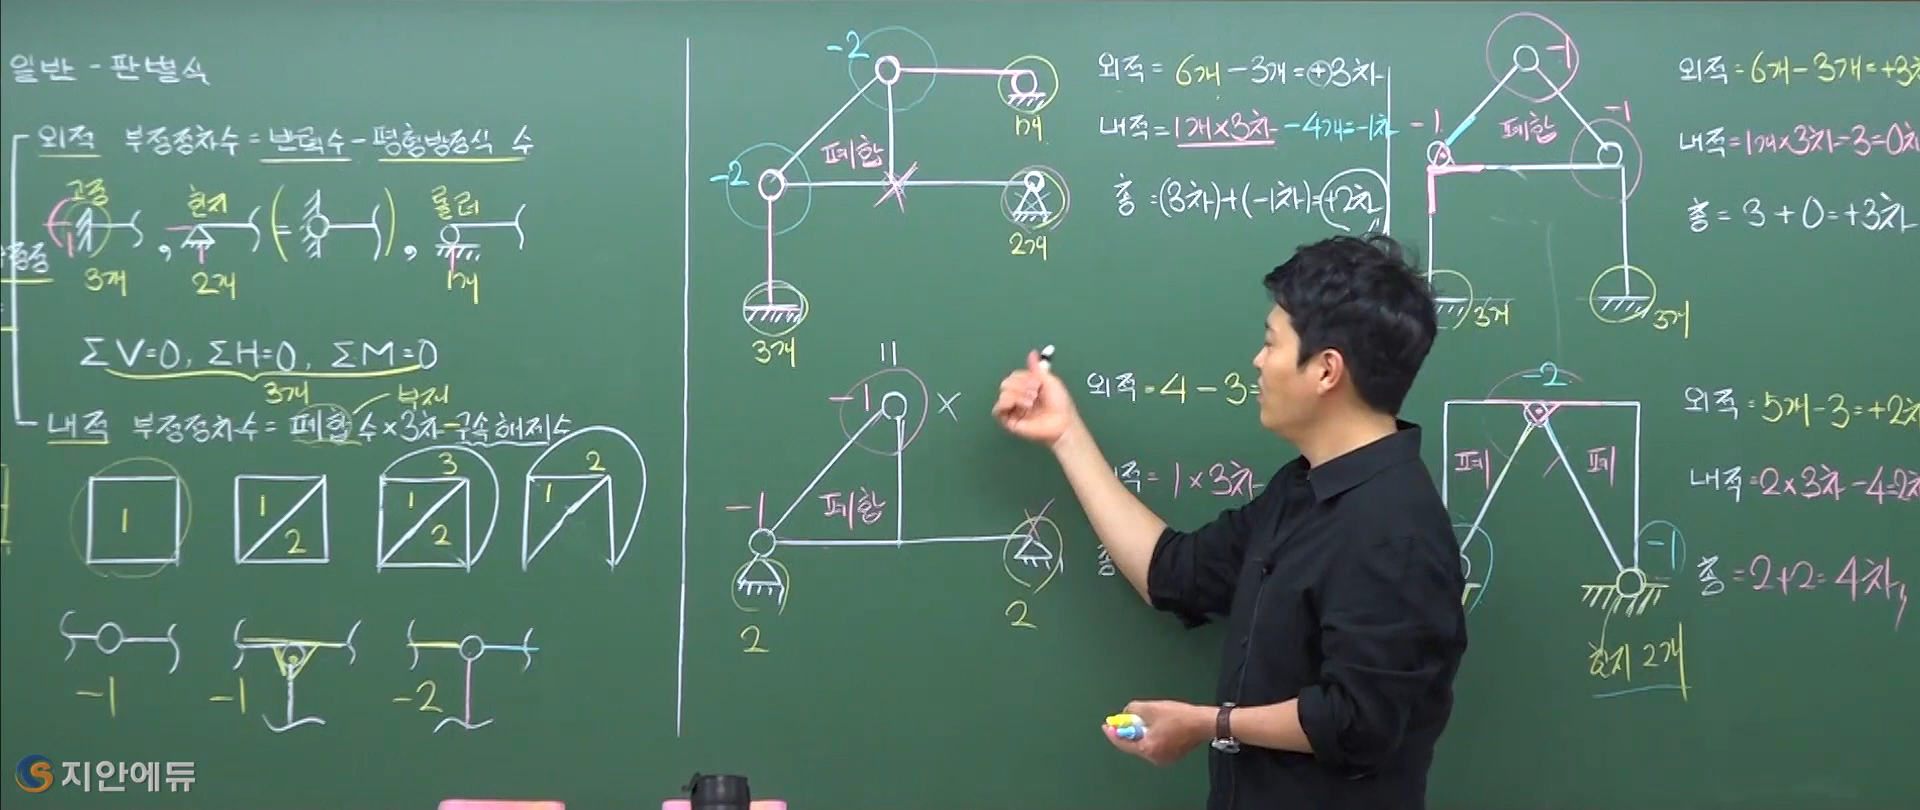 일반 - 판별식
외적 부정정차수 = 반력수 - 평형방정식 수
고정
힌지
롤러
3개
2개
1개
ΣV=0, ΣH=0, ΣM=0
3개
부재
내적 부정정차수 = 폐합 수 × 3차 - 구속해제수
1
1
2
3
1
2
2
1
-1
-1
-2
-2
-2
폐합
1개
2개
3개
외적 = 6개 - 3개 = +3차
내적 = 1개×3차 - 4개 = -1차
총 = (3차)+(-1차) = +2차
11
-1
×
-1
폐합
2
2
외적 = 4 - 3 =
적 = 1 × 3차
총
-1
-1
-1
폐합
3개
3개
외적 = 6개 - 3개 = +3차
내적 = 1개×3차 - 3 = 0차
총 = 3 + 0 = +3차
-2
폐
폐
-1
힌지 2개
외적 = 5개 - 3 = +2차
내적 = 2×3차 - 4 = 2차
총 = 2+2 = 4차
지안에듀